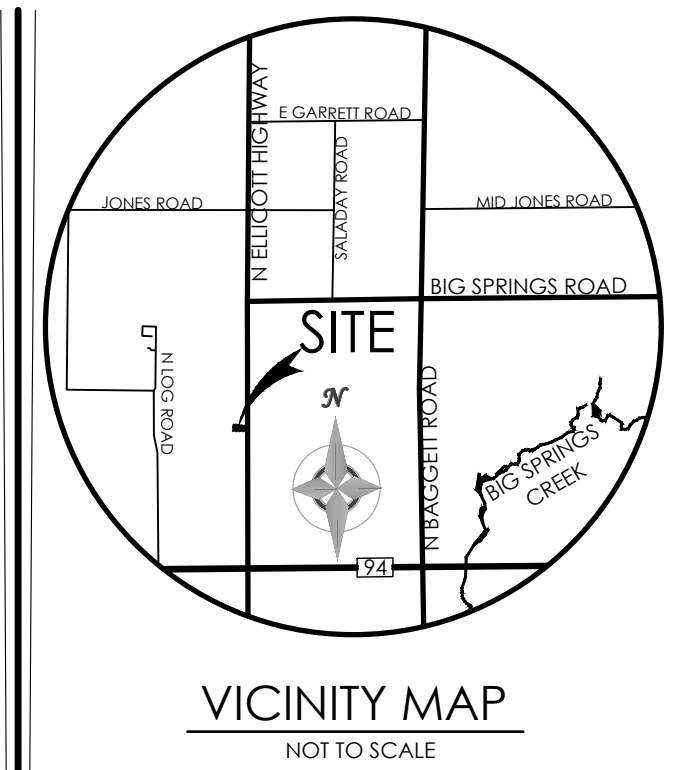 N ELLICOTT HIGHWAY
E GARRETT ROAD
SALADAY ROAD
JONES ROAD
MID JONES ROAD
BIG SPRINGS ROAD
SITE
N
N LOG ROAD
N BAGGETT ROAD
BIG SPRINGS
CREEK
94
VICINITY MAP
NOT TO SCALE